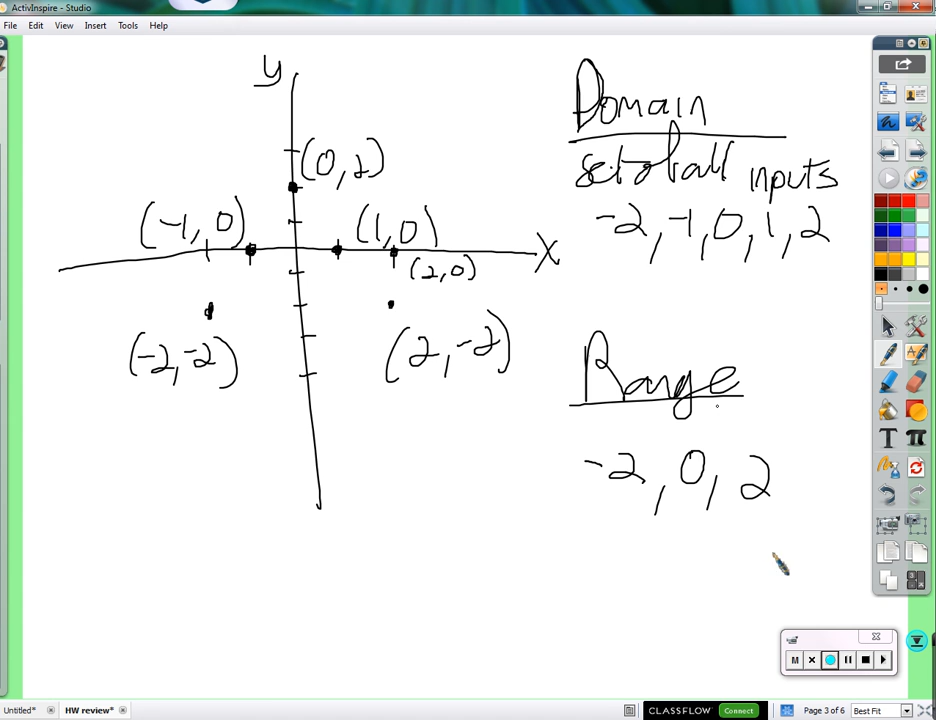 ActivInspire - Studio
File Edit View Insert Tools Help
y
(0, 2)
(-1, 0)
(1, 0)
X
(2, 0)
(-2, -2)
(2, -2)
Domain
set of all inputs
-2, -1, 0, 1, 2
Range
-2, 0, 2
T π
M
Untitled* HW review* CLASSFLOW Connect Page 3 of 6 Best Fit